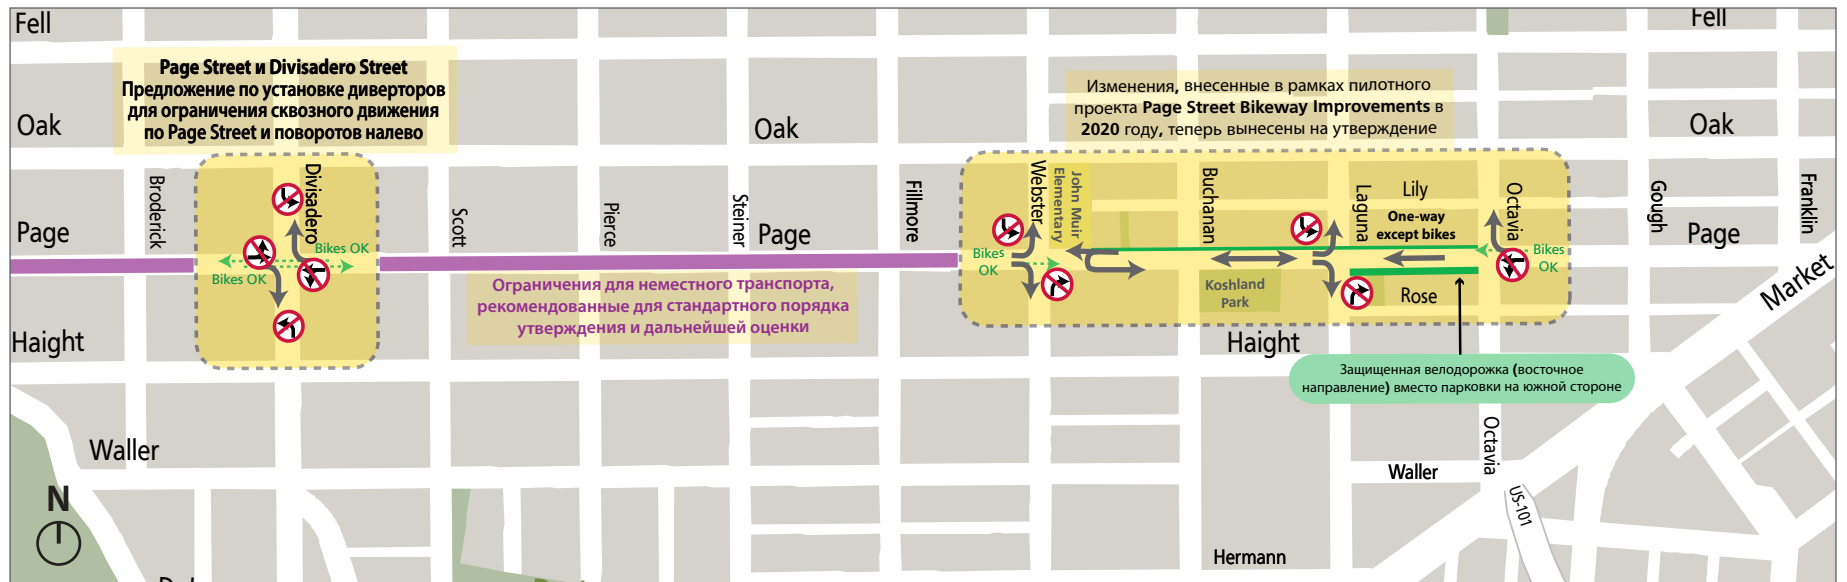 Fell
Fell
Page Street и Divisadero Street
Предложение по установке диверторов
для ограничения сквозного движения
по Page Street и поворотов налево
Изменения, внесенные в рамках пилотного
проекта Page Street Bikeway Improvements в
2020 году, теперь вынесены на утверждение
Oak
Oak
Oak
Broderick
Divisadero
Scott
Pierce
Steiner
Fillmore
Webster
John Muir
Elementary
Buchanan
Laguna
Lily
Octavia
Gough
Franklin
One-way
except bikes
Page
Page
Page
Bikes OK
Bikes OK
Bikes
OK
Bikes
OK
Market
Ограничения для неместного транспорта,
рекомендованные для стандартного порядка
утверждения и дальнейшей оценки
Koshland
Park
Rose
Haight
Haight
Защищенная велодорожка (восточное
направление) вместо парковки на южной стороне
Waller
Octavia
Waller
US-101
N
Hermann